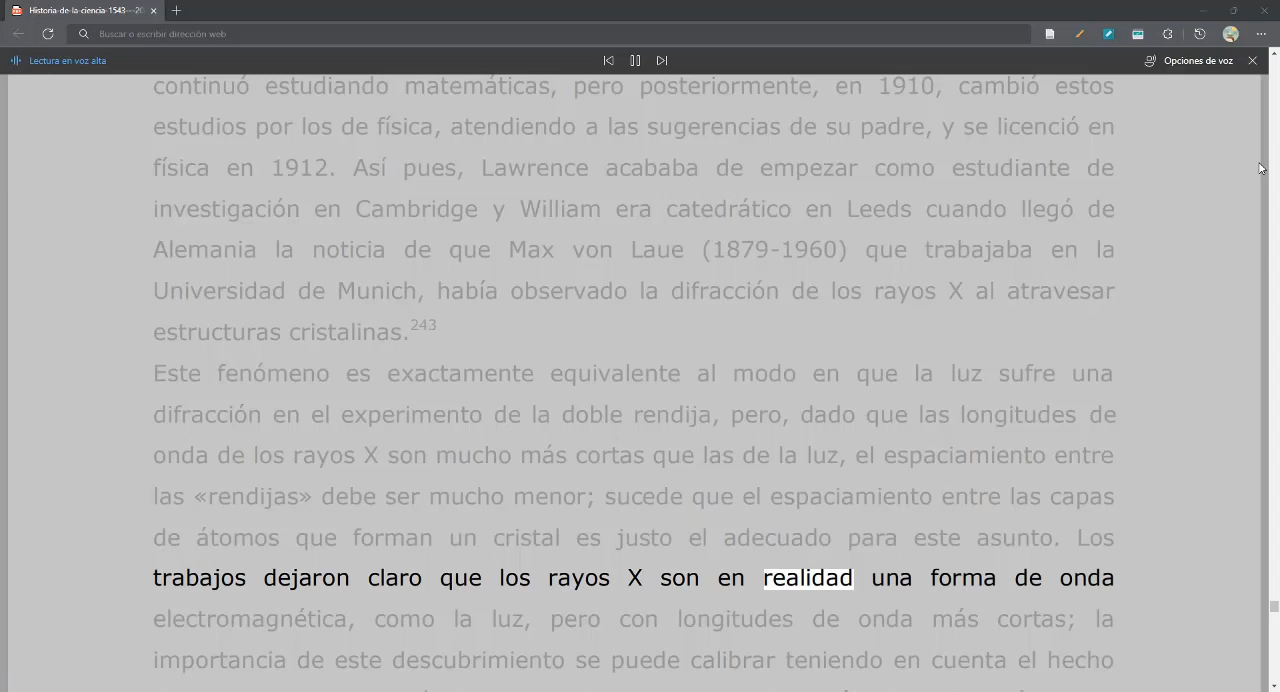 Historia-de-la-ciencia-1543---20
Buscar o escribir dirección web
Lectura en voz alta
Opciones de voz
continuó estudiando matemáticas, pero posteriormente, en 1910, cambió estos
estudios por los de física, atendiendo a las sugerencias de su padre, y se licenció en
física en 1912. Así pues, Lawrence acababa de empezar como estudiante de
investigación en Cambridge y William era catedrático en Leeds cuando llegó de
Alemania la noticia de que Max von Laue (1879-1960) que trabajaba en la
Universidad de Munich, había observado la difracción de los rayos X al atravesar
estructuras cristalinas.243
Este fenómeno es exactamente equivalente al modo en que la luz sufre una
difracción en el experimento de la doble rendija, pero, dado que las longitudes de
onda de los rayos X son mucho más cortas que las de la luz, el espaciamiento entre
las «rendijas» debe ser mucho menor; sucede que el espaciamiento entre las capas
de átomos que forman un cristal es justo el adecuado para este asunto. Los
trabajos dejaron claro que los rayos X son en realidad una forma de onda
electromagnética, como la luz, pero con longitudes de onda más cortas; la
importancia de este descubrimiento se puede calibrar teniendo en cuenta el hecho